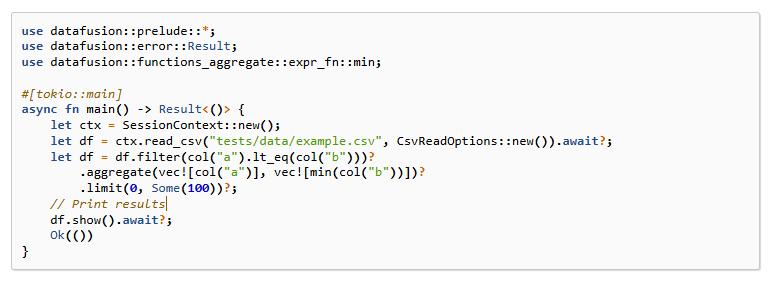 use datafusion::prelude::*;
use datafusion::error::Result;
use datafusion::functions_aggregate::expr_fn::min;

#[tokio::main]
async fn main() -> Result<()> {
    let ctx = SessionContext::new();
    let df = ctx.read_csv("tests/data/example.csv", CsvReadOptions::new()).await?;
    let df = df.filter(col("a").lt_eq(col("b")))?
        .aggregate(vec![col("a")], vec![min(col("b"))])?
        .limit(0, Some(100))?;
    // Print results
    df.show().await?;
    Ok(())
}